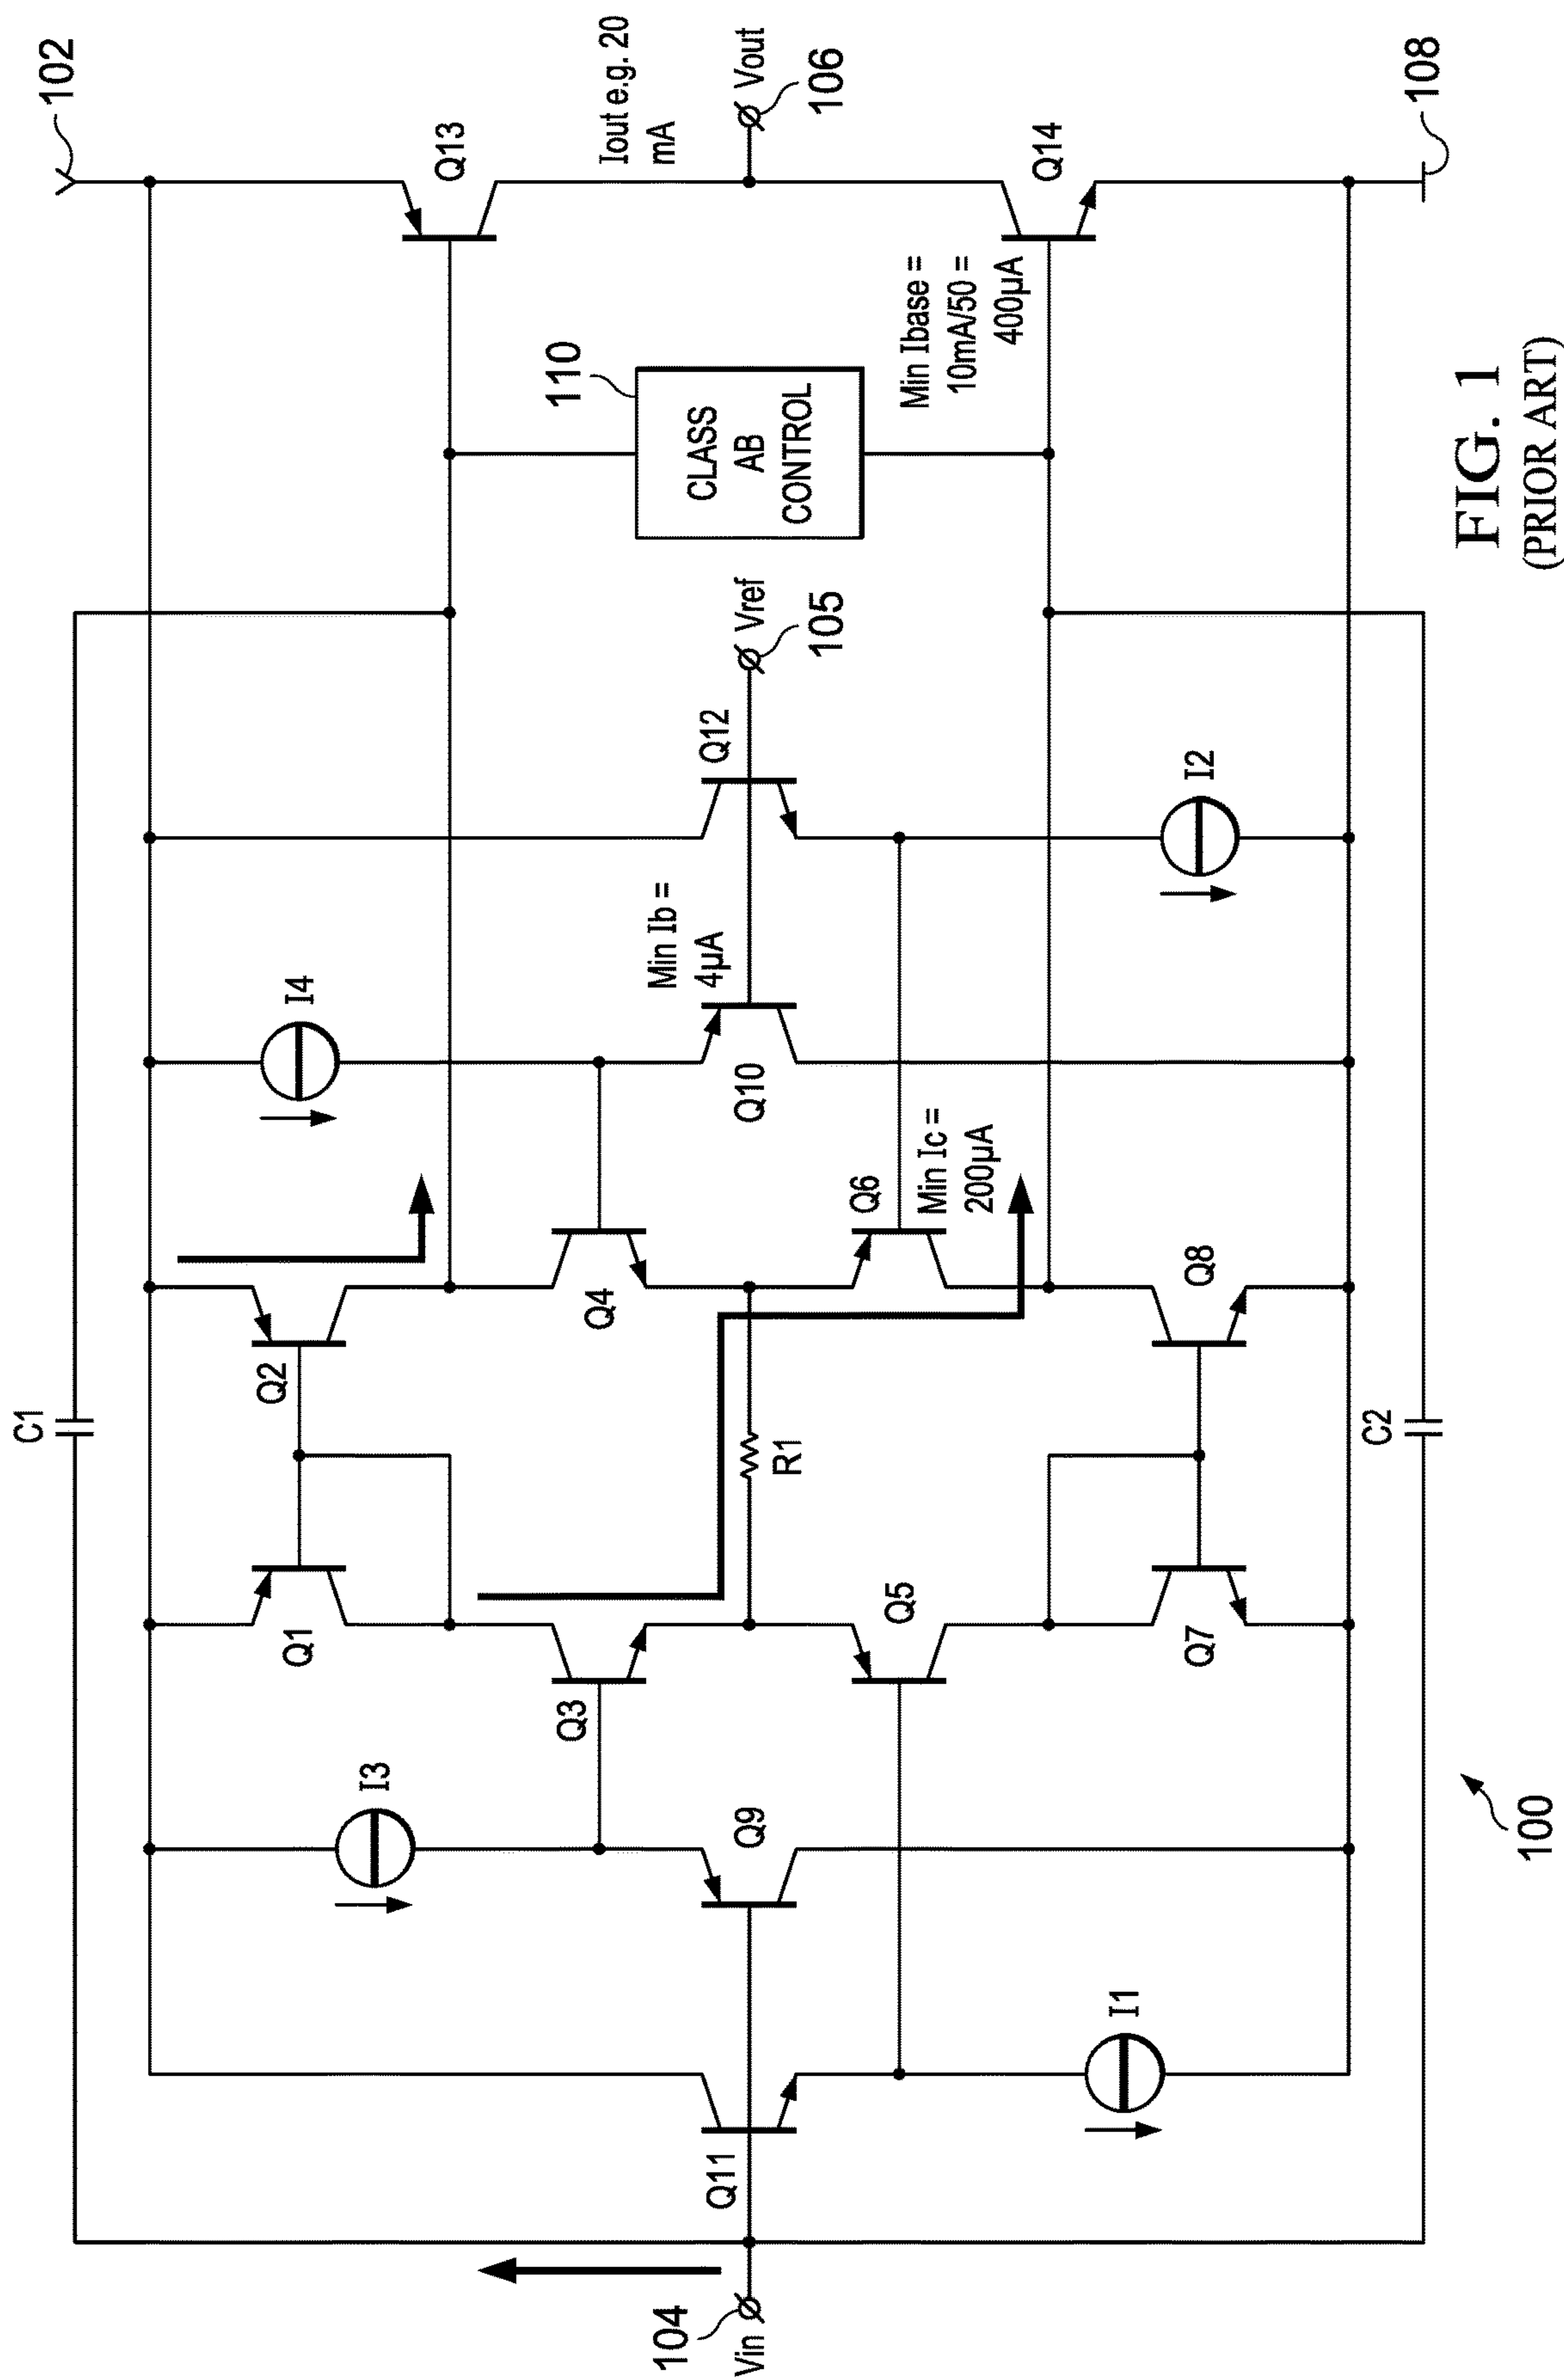 102
Q13
Iout e.g. 20
mA
Vout
106
Q14
108
C1
I4
Q2
Q1
110
CLASS
AB
CONTROL
Min Ibase =
10mA/50 =
400µA
Vref
105
Q12
Min Ib =
4µA
Q10
I2
Q4
Q6
Min Ic =
200µA
Q8
R1
C2
Q3
Q5
Q7
I3
Q9
Q11
I1
104
Vin
100
FIG. 1
(PRIOR ART)